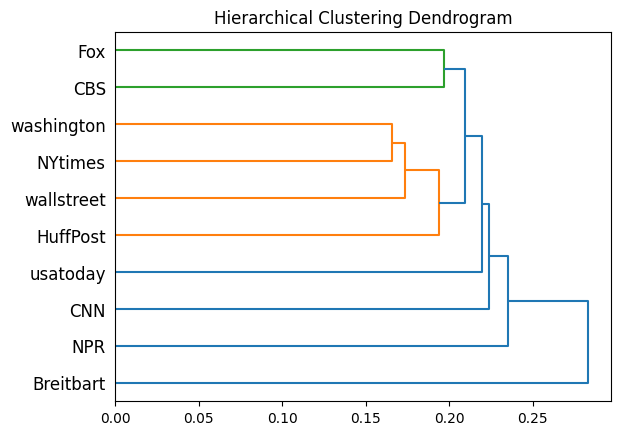 Hierarchical Clustering Dendrogram
Fox
CBS
washington
NYtimes
wallstreet
HuffPost
usatoday
CNN
NPR
Breitbart
0.00 0.05 0.10 0.15 0.20 0.25